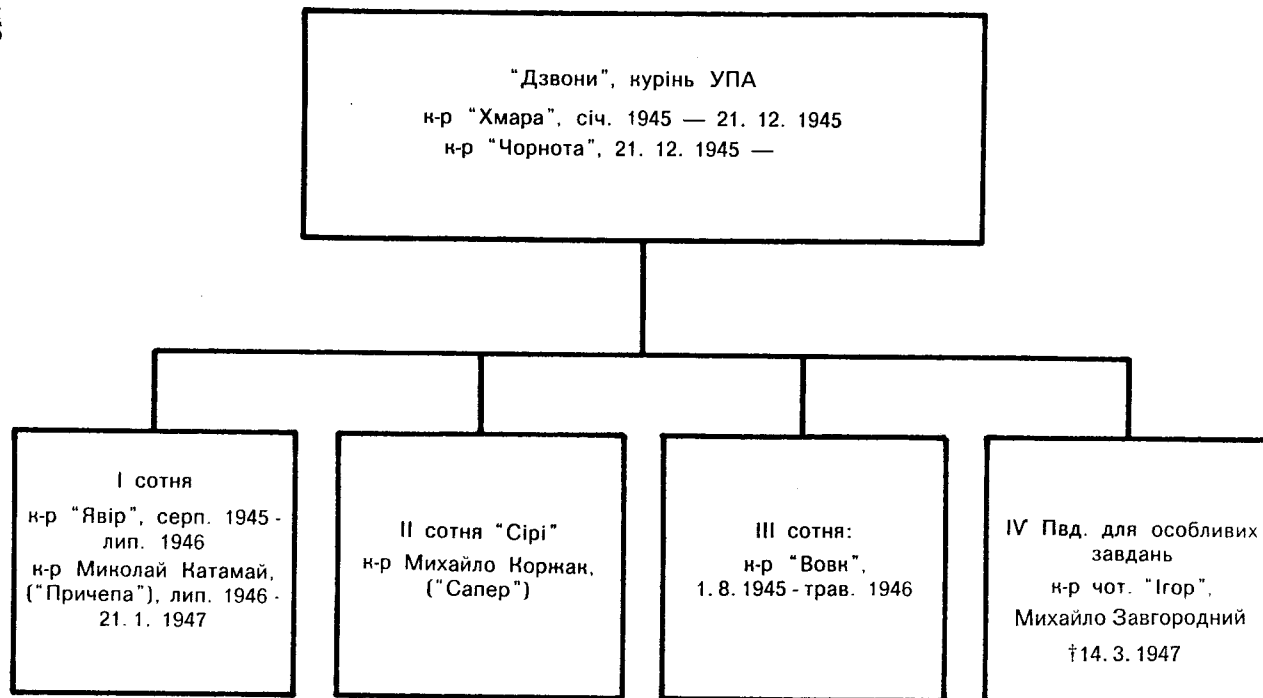 "Дзвони", курінь УПА
к-р "Хмара", січ. 1945 — 21. 12. 1945
к-р "Чорнота", 21. 12. 1945 —
I сотня
к-р "Явір", серп. 1945 -
лип. 1946
к-р Миколай Катамай,
("Причепа"), лип. 1946 -
21. 1. 1947
II сотня "Сірі"
к-р Михайло Коржак,
("Сапер")
III сотня:
к-р "Вовк",
1. 8. 1945 - трав. 1946
IV Пвд. для особливих
завдань
к-р чот. "Ігор",
Михайло Завгородний
†14. 3. 1947